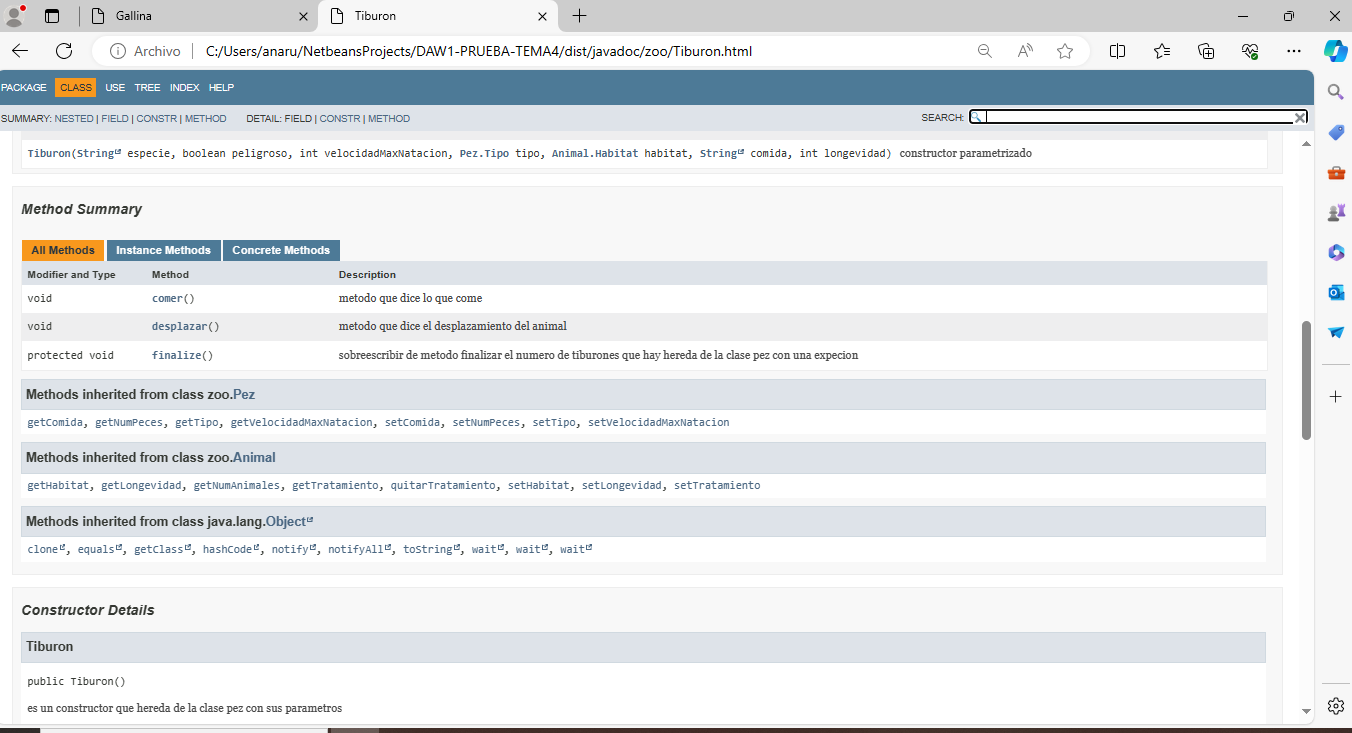 Gallina
Tiburon
Archivo
C:/Users/anaru/NetbeansProjects/DAW1-PRUEBA-TEMA4/dist/javadoc/zoo/Tiburon.html
PACKAGE CLASS USE TREE INDEX HELP
SUMMARY: NESTED | FIELD | CONSTR | METHOD DETAIL: FIELD | CONSTR | METHOD SEARCH:
Tiburon(String especie, boolean peligroso, int velocidadMaxNatacion, Pez.Tipo tipo, Animal.Habitat habitat, String comida, int longevidad) constructor parametrizado
Method Summary
All Methods Instance Methods Concrete Methods
Modifier and Type Method Description
void comer() metodo que dice lo que come
void desplazar() metodo que dice el desplazamiento del animal
protected void finalize() sobreescribir de metodo finalizar el numero de tiburones que hay hereda de la clase pez con una expecion
Methods inherited from class zoo.Pez
getComida, getNumPeces, getTipo, getVelocidadMaxNatacion, setComida, setNumPeces, setTipo, setVelocidadMaxNatacion
Methods inherited from class zoo.Animal
getHabitat, getLongevidad, getNumAnimales, getTratamiento, quitarTratamiento, setHabitat, setLongevidad, setTratamiento
Methods inherited from class java.lang.Object
clone, equals, getClass, hashCode, notify, notifyAll, toString, wait, wait, wait
Constructor Details
Tiburon
public Tiburon()
es un constructor que hereda de la clase pez con sus parametros